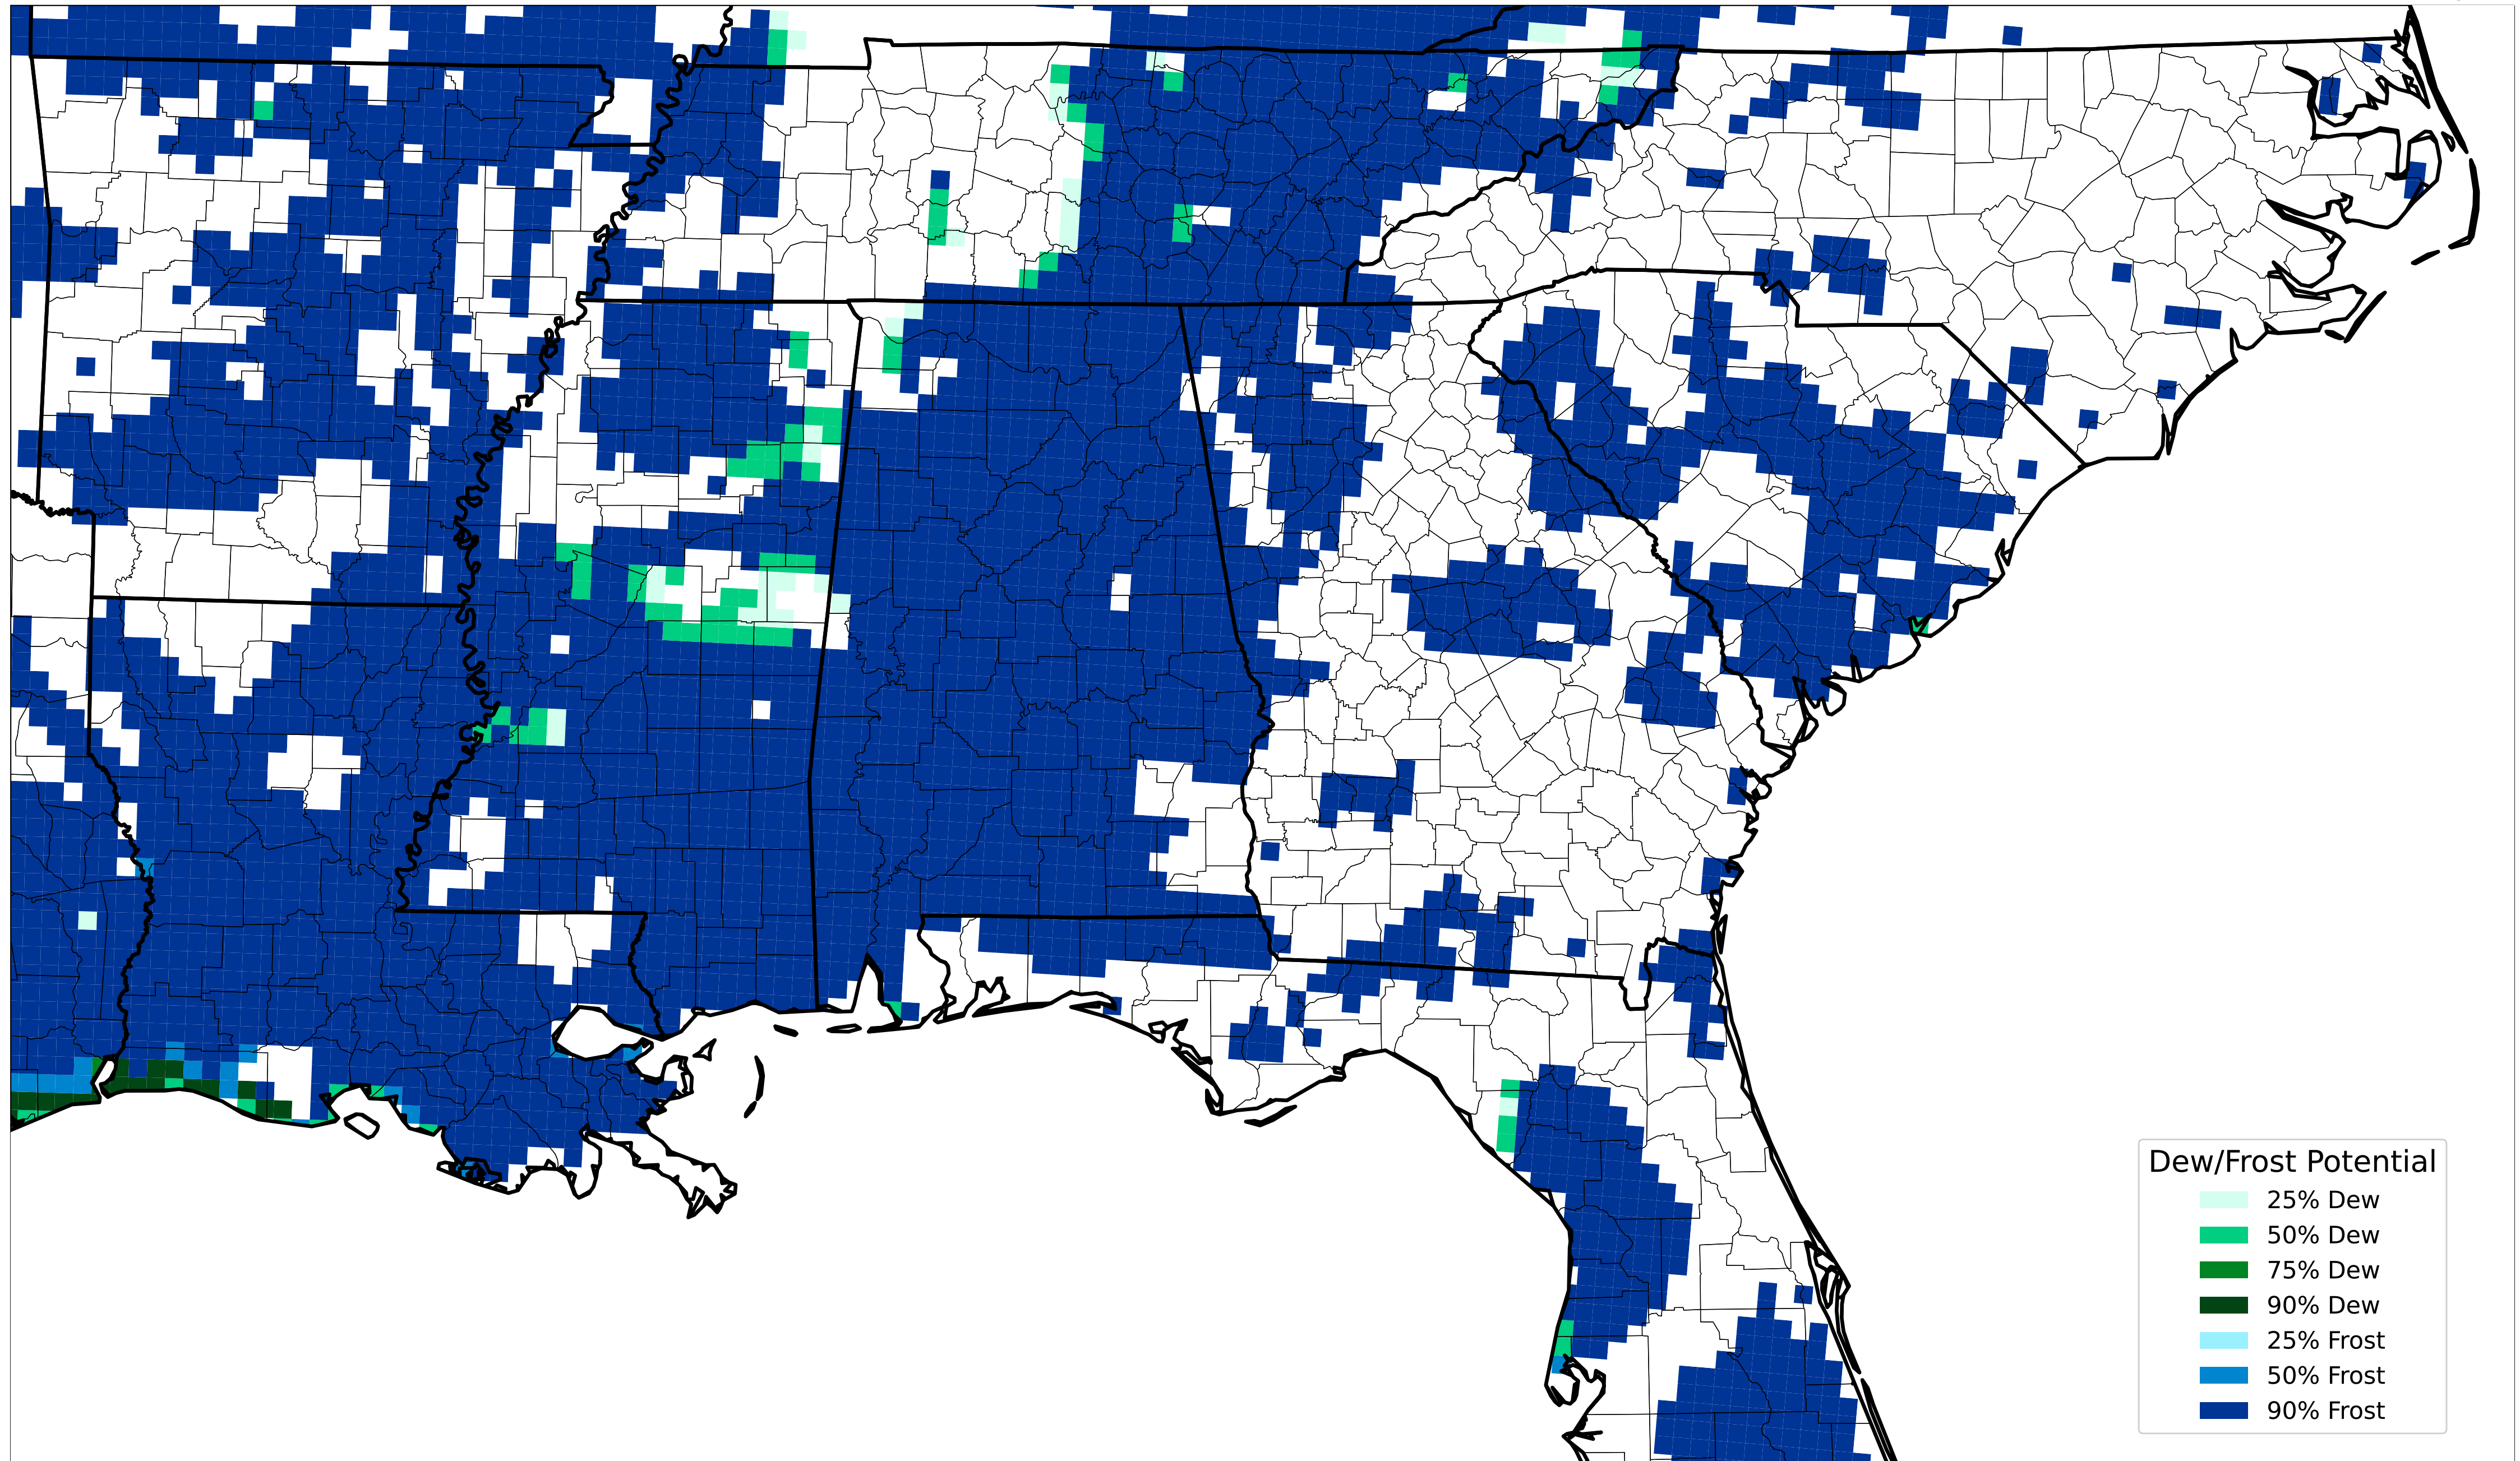 Dew/Frost Potential
25% Dew
50% Dew
75% Dew
90% Dew
25% Frost
50% Frost
90% Frost